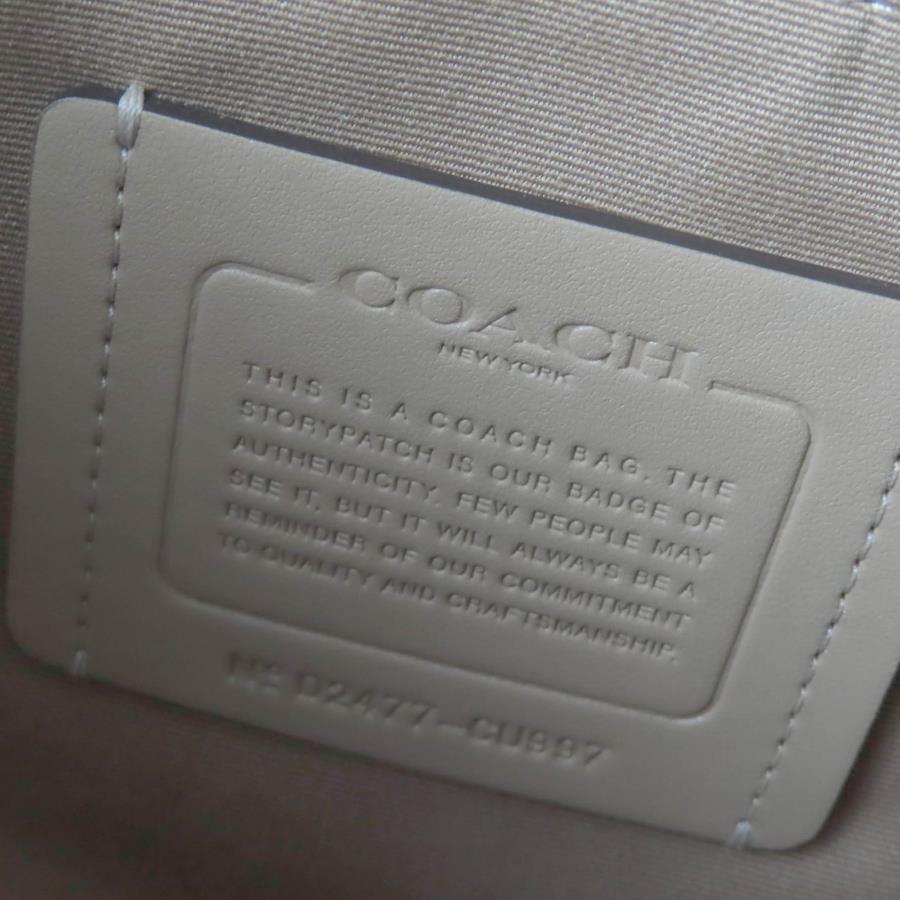 COACH
NEW YORK
THIS IS A COACH BAG. THE
STORYPATCH IS OUR BADGE OF
AUTHENTICITY. FEW PEOPLE MAY
SEE IT, BUT IT WILL ALWAYS BE A
REMINDER OF OUR COMMITMENT
TO QUALITY AND CRAFTSMANSHIP.
Nº D2477-CU997